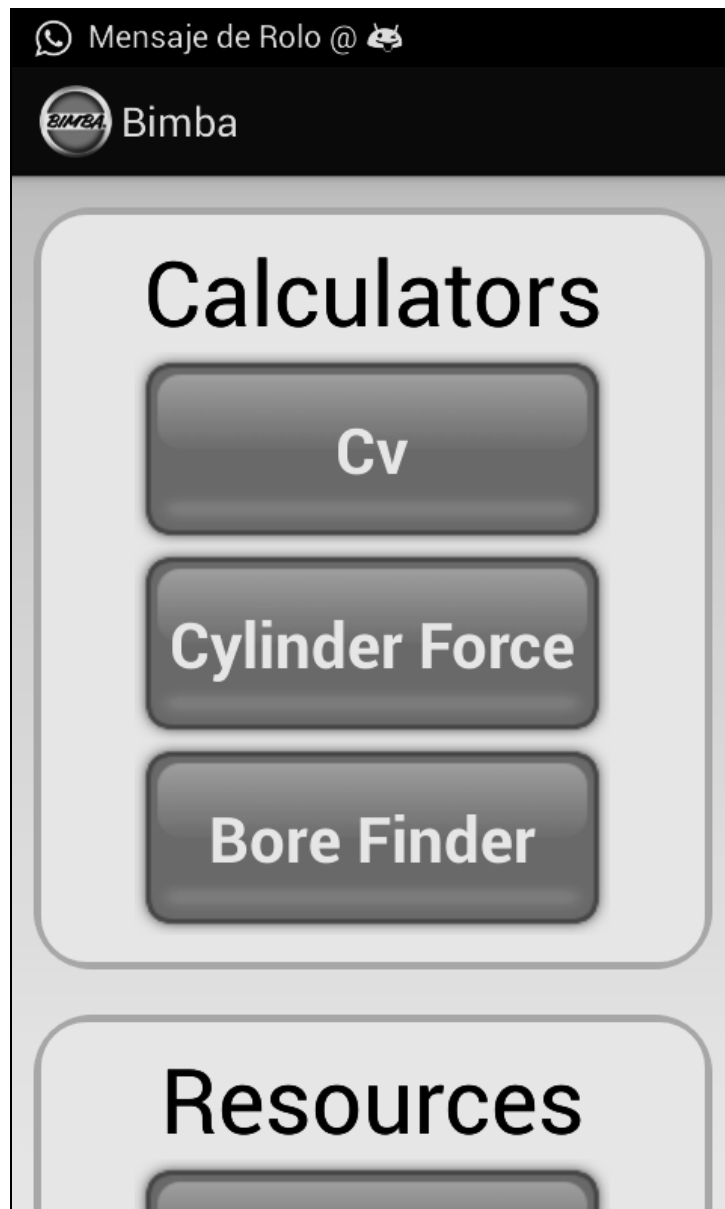 Mensaje de Rolo @
BIMBA.
Bimba
Calculators
Cv
Cylinder Force
Bore Finder
Resources